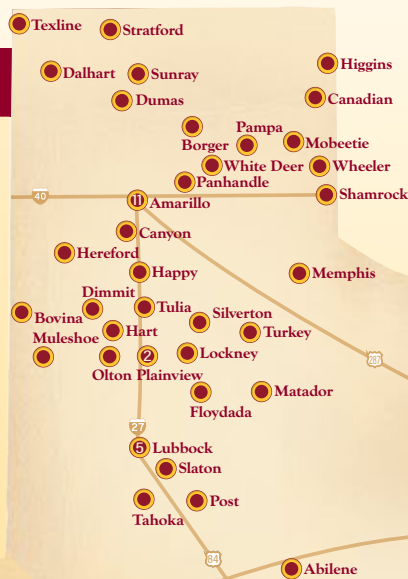 Texline
Stratford
Higgins
Dalhart
Sunray
Dumas
Canadian
Pampa
Borger
Mobeetie
White Deer
Wheeler
Panhandle
40
11
Amarillo
Shamrock
Canyon
Hereford
Happy
Memphis
Dimmit
Tulia
Silverton
Bovina
Hart
Turkey
Muleshoe
2
Lockney
287
Olton Plainview
Matador
Floydada
27
5
Lubbock
Slaton
Post
Tahoka
84
Abilene